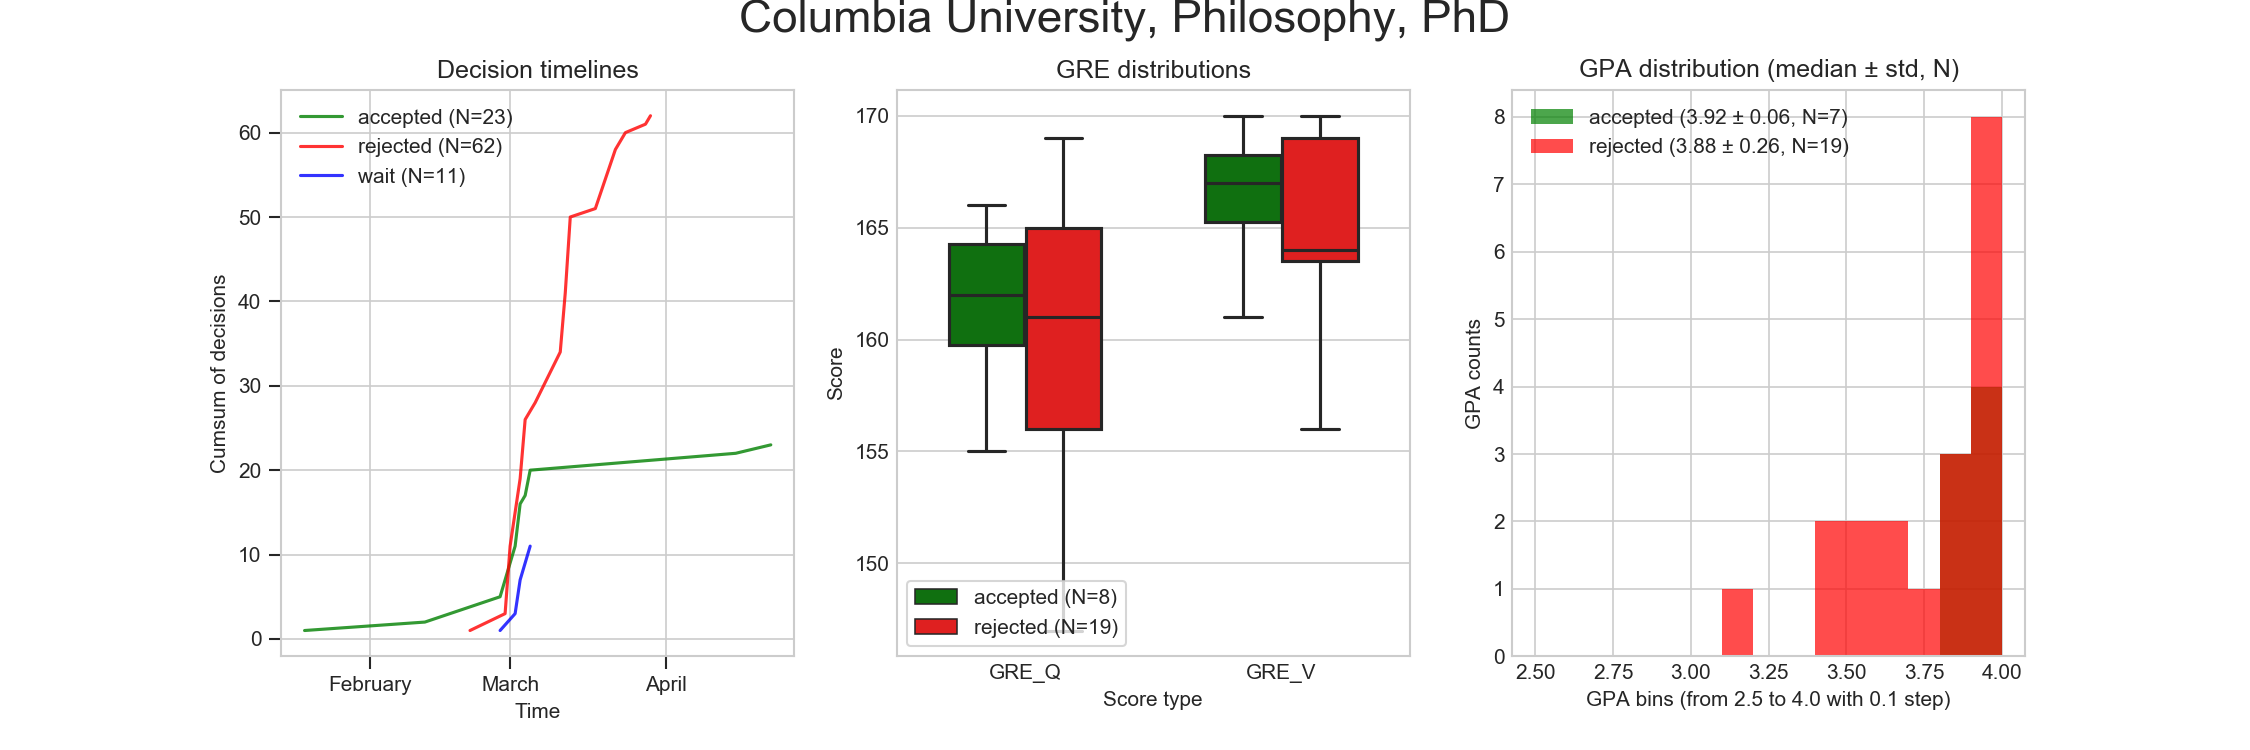 Columbia University, Philosophy, PhD
Decision timelines
accepted (N=23)
rejected (N=62)
wait (N=11)
60
50
40
30
20
10
0
Cumsum of decisions
February
March
April
Time
GRE distributions
170
165
160
155
150
Score
accepted (N=8)
rejected (N=19)
GRE_Q
GRE_V
Score type
GPA distribution (median ± std, N)
accepted (3.92 ± 0.06, N=7)
rejected (3.88 ± 0.26, N=19)
8
7
6
5
4
3
2
1
0
GPA counts
2.50
2.75
3.00
3.25
3.50
3.75
4.00
GPA bins (from 2.5 to 4.0 with 0.1 step)